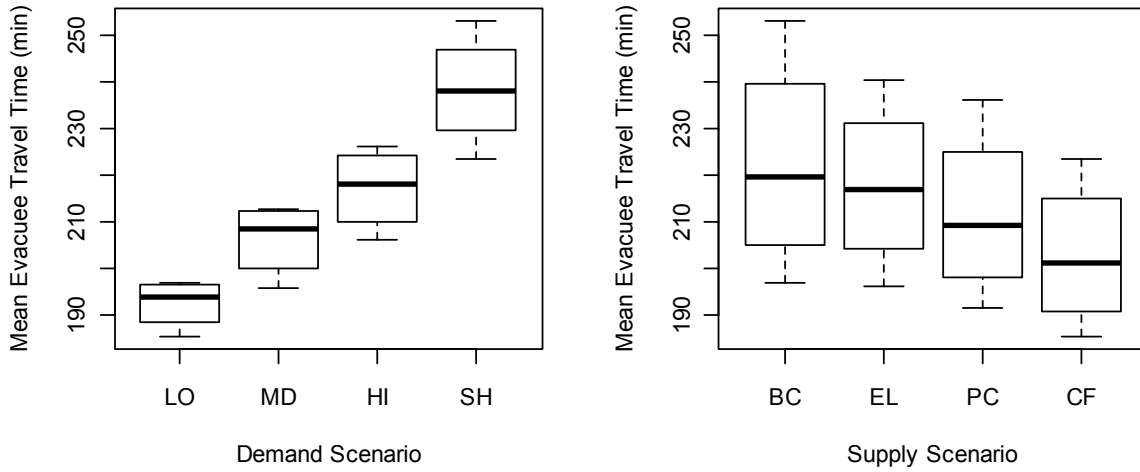 Mean Evacuee Travel Time (min)
250
230
210
190
LO MD HI SH
Demand Scenario
Mean Evacuee Travel Time (min)
250
230
210
190
BC EL PC CF
Supply Scenario